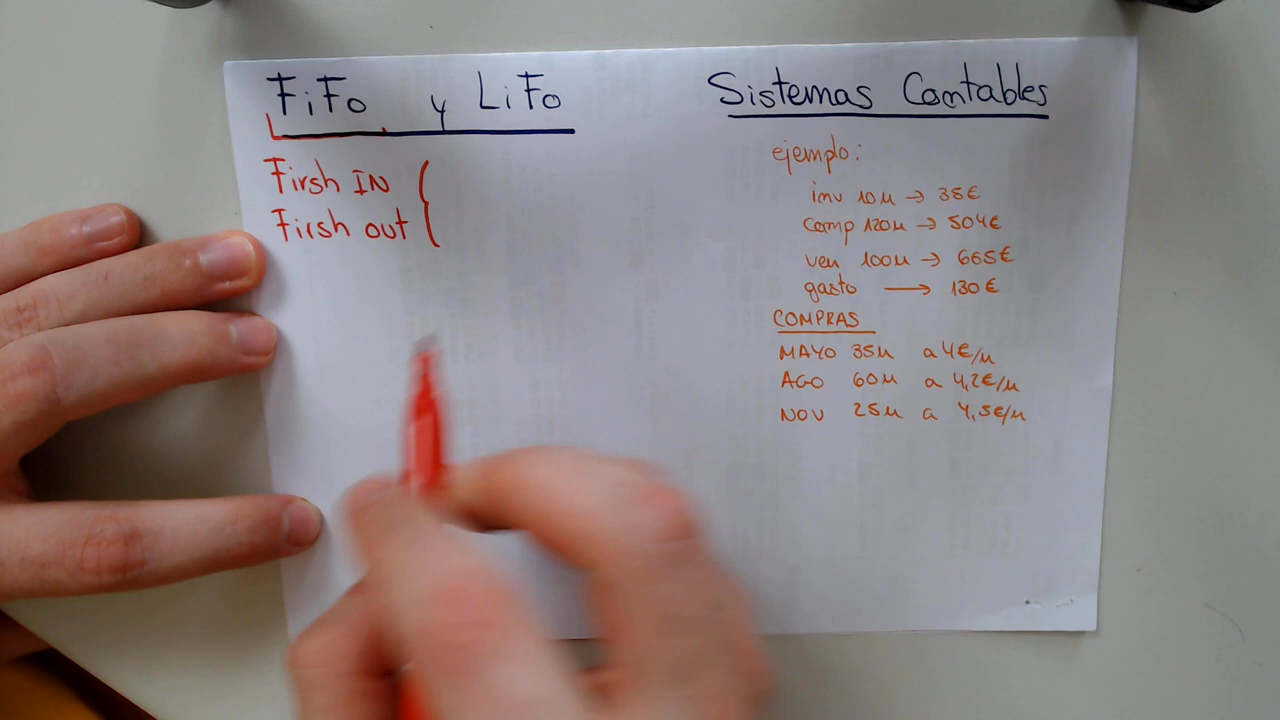 FiFo y LiFo
Firsh IN
Firsh out
Sistemas Contables
ejemplo:
inv 10u → 35€
comp 120u → 504€
ven 100u → 665€
gasto → 130€
COMPRAS
MAYO 35u a 4€/u
AGO 60u a 4,2€/u
NOV 25u a 4,5€/u